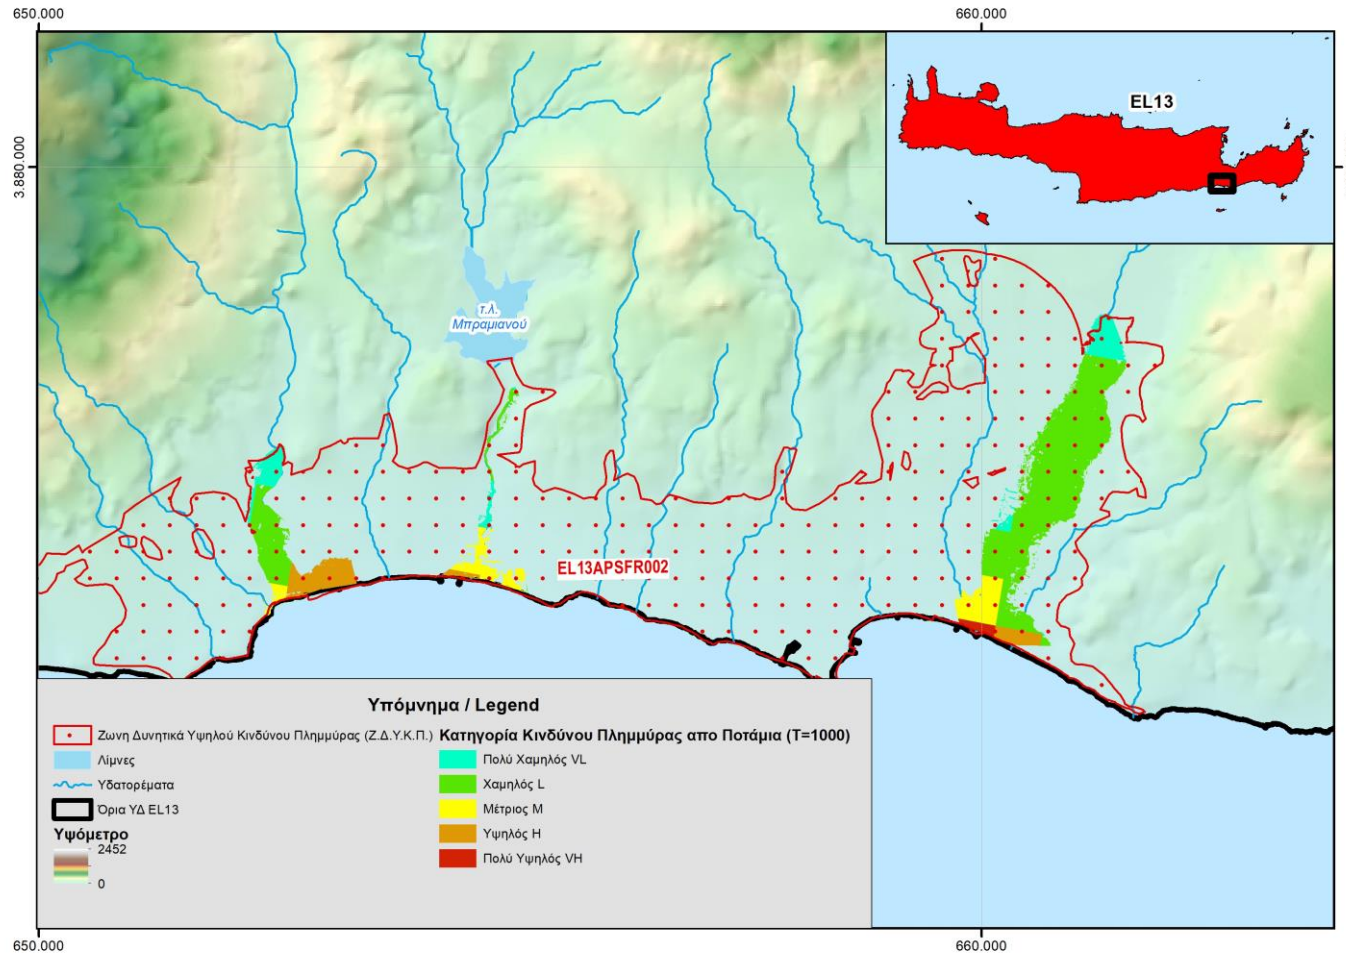 650.000
660.000
3.880.000
EL13
τ.λ.
Μπραμιανού
EL13APSFR002
Υπόμνημα / Legend
Ζωνη Δυνητικά Υψηλού Κινδύνου Πλημμύρας (Ζ.Δ.Υ.Κ.Π.)
Λίμνες
Υδατορέματα
Όρια ΥΔ EL13
Υψόμετρο
2452
0
Κατηγορία Κινδύνου Πλημμύρας απο Ποτάμια (T=1000)
Πολύ Χαμηλός VL
Χαμηλός L
Μέτριος M
Υψηλός H
Πολύ Υψηλός VH
650.000
660.000